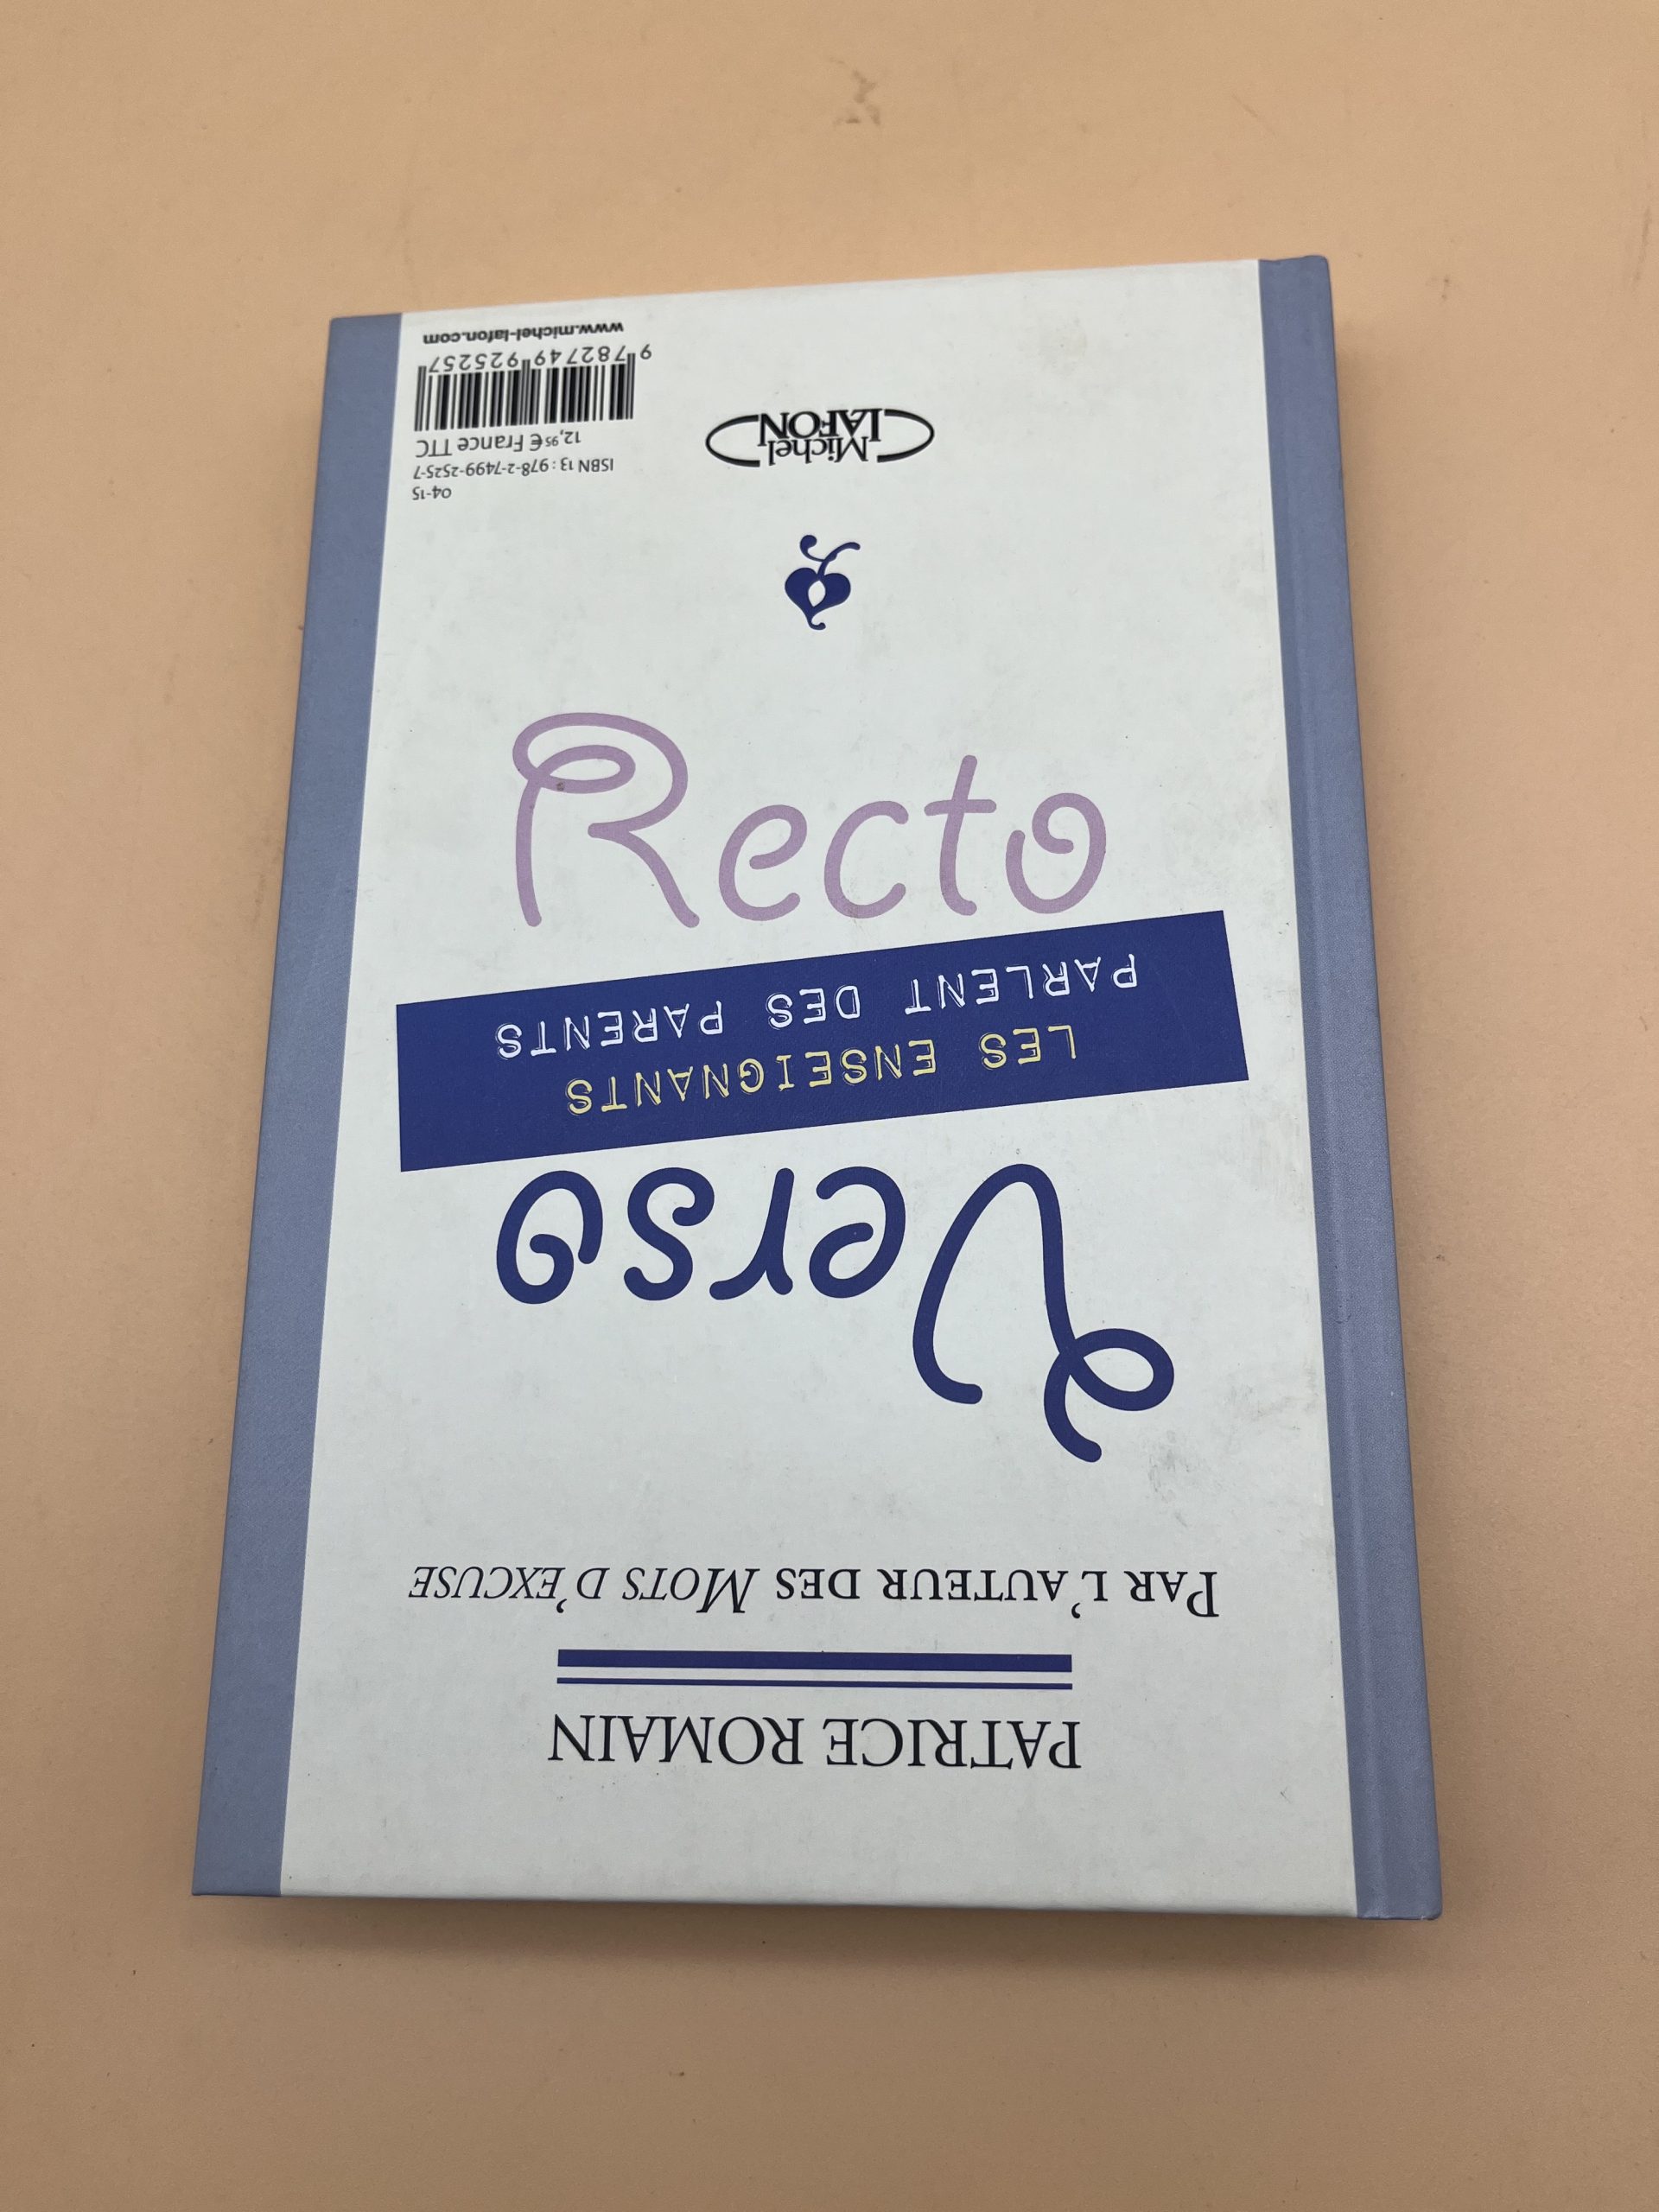 PATRICE ROMAIN
PAR L'AUTEUR DES MOTS D'EXCUSE
Verso
LES ENSEIGNANTS
PARLENT DES PARENTS
Recto
Michel
LAFON
04-15
ISBN 13 : 978-2-7499-2525-7
12,95 € France TTC
9 782749 925257
www.michel-lafon.com